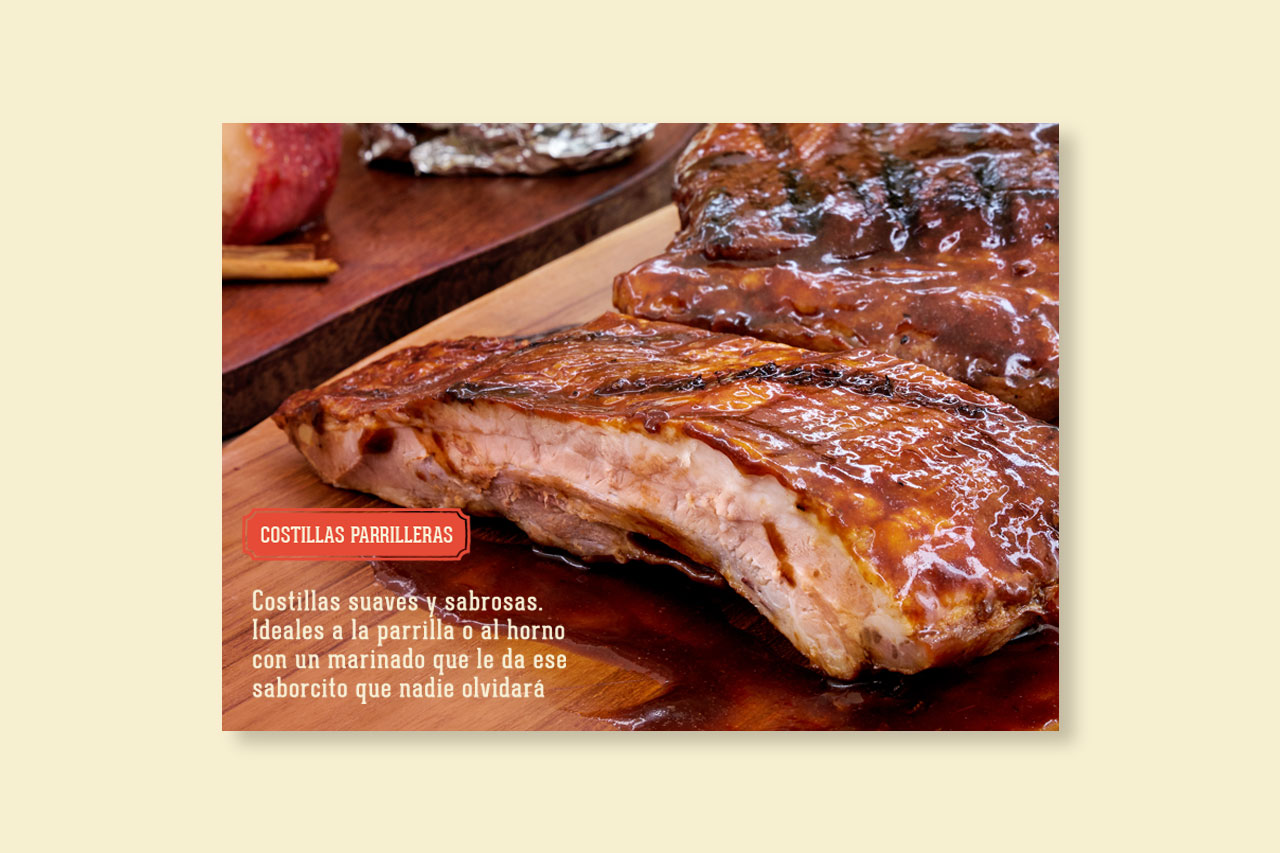 COSTILLAS PARRILLERAS
Costillas suaves y sabrosas.
Ideales a la parrilla o al horno
con un marinado que le da ese
saborcito que nadie olvidará